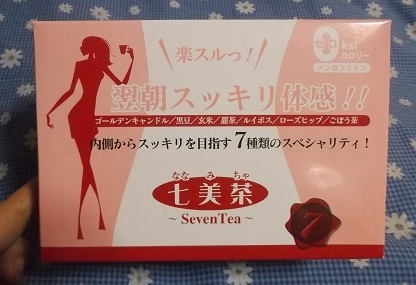 楽スルっ!
ゼロ kal
カロリー
ノンカフェイン
翌朝スッキリ体感!!
ゴールデンキャンドル/黒豆/玄米/甜茶/ルイボス/ローズヒップ/ごぼう茶
内側からスッキリを目指す7種類のスペシャリティ!
ななみちゃ
七美茶
~SevenTea~
7